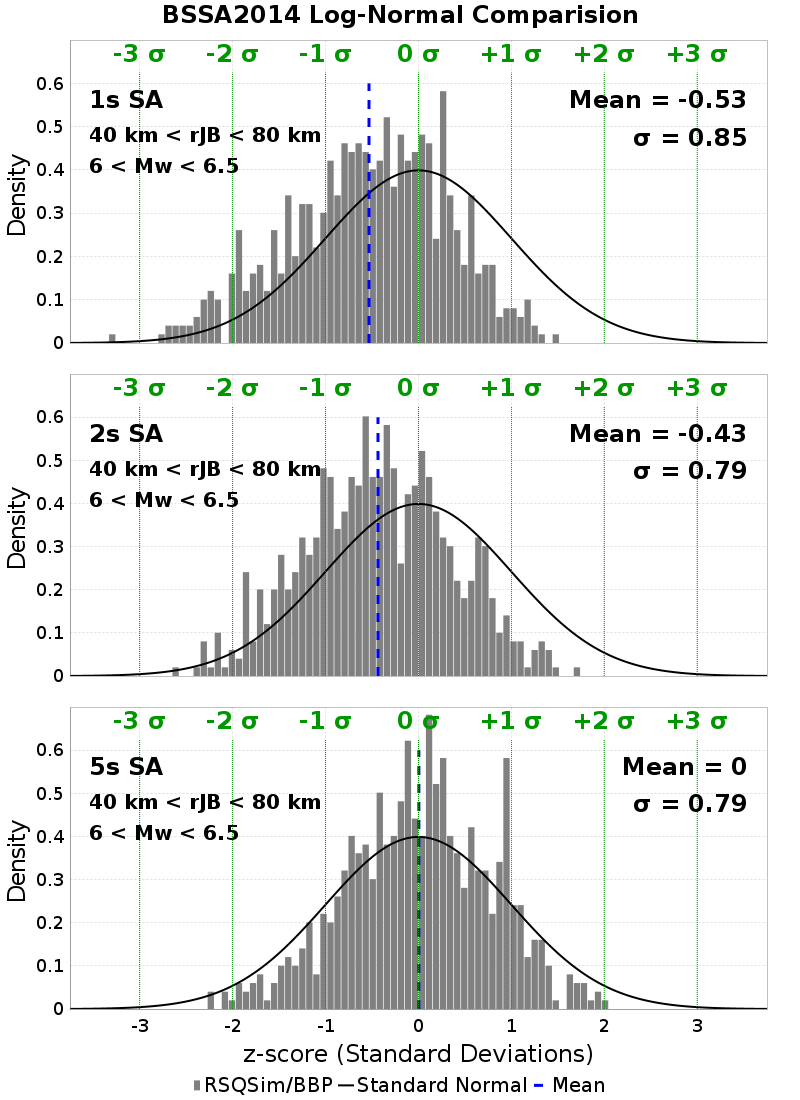 BSSA2014 Log-Normal Comparision
-3 σ -2 σ -1 σ 0 σ +1 σ +2 σ +3 σ
0.6
1s SA
Mean = -0.53
0.5
40 km < rJB < 80 km
σ = 0.85
6 < Mw < 6.5
0.4
0.3
0.2
0.1
0
Density
-3 σ -2 σ -1 σ 0 σ +1 σ +2 σ +3 σ
0.6
2s SA
Mean = -0.43
0.5
40 km < rJB < 80 km
σ = 0.79
6 < Mw < 6.5
0.4
0.3
0.2
0.1
0
Density
-3 σ -2 σ -1 σ 0 σ +1 σ +2 σ +3 σ
0.6
5s SA
Mean = 0
0.5
40 km < rJB < 80 km
σ = 0.79
6 < Mw < 6.5
0.4
0.3
0.2
0.1
0
Density
-3 -2 -1 0 1 2 3
z-score (Standard Deviations)
RSQSim/BBP Standard Normal Mean